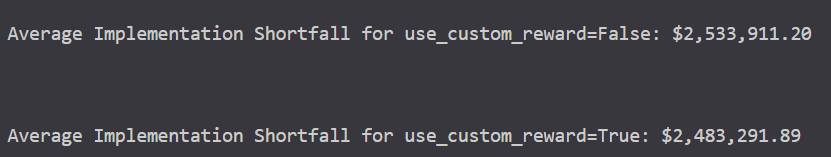 Average Implementation Shortfall for use_custom_reward=False: $2,533,911.20
Average Implementation Shortfall for use_custom_reward=True: $2,483,291.89